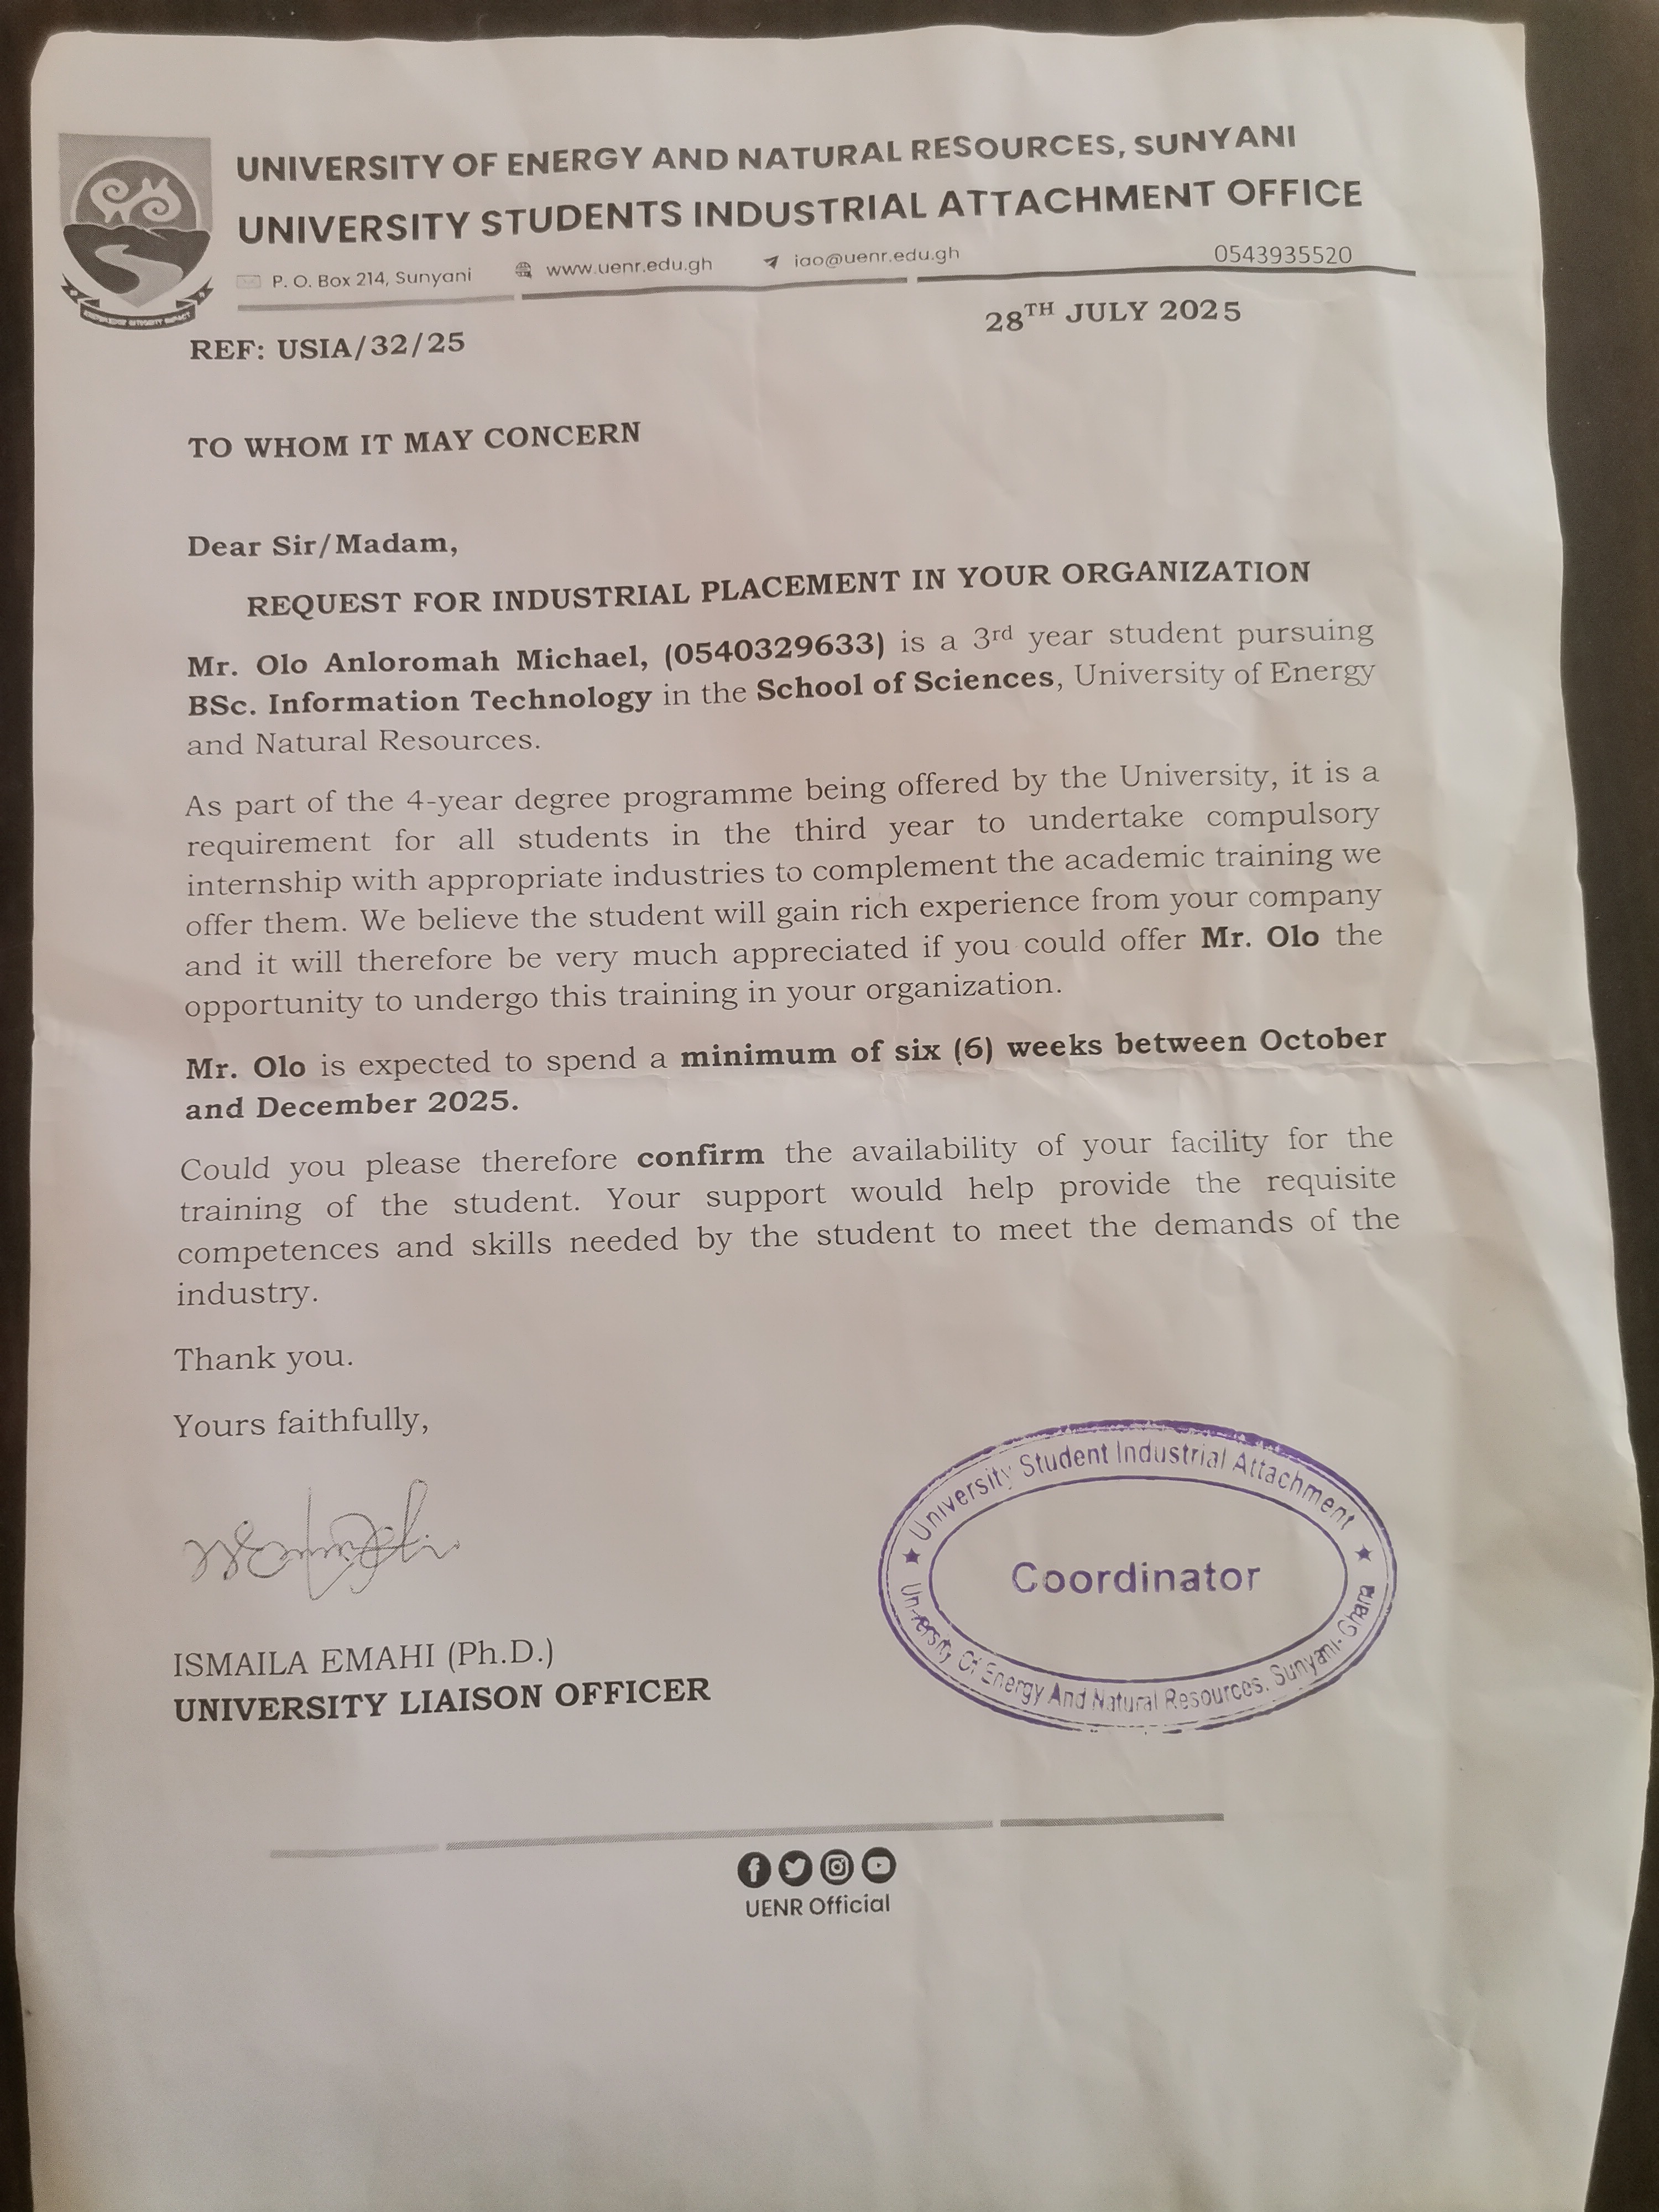 UNIVERSITY OF ENERGY AND NATURAL RESOURCES, SUNYANI
UNIVERSITY STUDENTS INDUSTRIAL ATTACHMENT OFFICE
P. O. Box 214, Sunyani www.uenr.edu.gh iao@uenr.edu.gh 0543935520
KNOWLEDGE INTEGRITY IMPACT
28TH JULY 2025
REF: USIA/32/25
TO WHOM IT MAY CONCERN
Dear Sir/Madam,
REQUEST FOR INDUSTRIAL PLACEMENT IN YOUR ORGANIZATION
Mr. Olo Anloromah Michael, (0540329633) is a 3rd year student pursuing
BSc. Information Technology in the School of Sciences, University of Energy
and Natural Resources.
As part of the 4-year degree programme being offered by the University, it is a
requirement for all students in the third year to undertake compulsory
internship with appropriate industries to complement the academic training we
offer them. We believe the student will gain rich experience from your company
and it will therefore be very much appreciated if you could offer Mr. Olo the
opportunity to undergo this training in your organization.
Mr. Olo is expected to spend a minimum of six (6) weeks between October
and December 2025.
Could you please therefore confirm the availability of your facility for the
training of the student. Your support would help provide the requisite
competences and skills needed by the student to meet the demands of the
industry.
Thank you.
Yours faithfully,
University Student Industrial Attachment
Coordinator
University Of Energy And Natural Resources. Sunyani-Ghana
ISMAILA EMAHI (Ph.D.)
UNIVERSITY LIAISON OFFICER
UENR Official